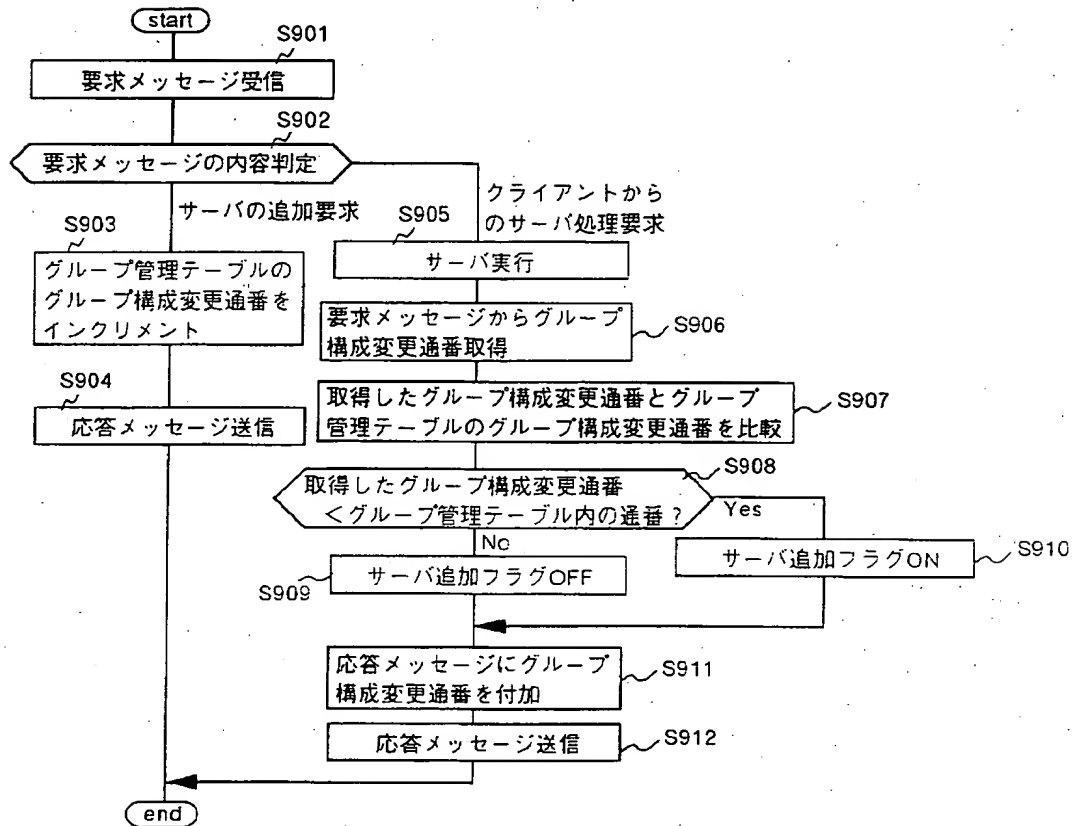 start
S901
要求メッセージ受信
S902
要求メッセージの内容判定
サーバの追加要求
クライアントから
のサーバ処理要求
S903
グループ管理テーブルの
グループ構成変更通番を
インクリメント
S904
応答メッセージ送信
S905
サーバ実行
要求メッセージからグループ
構成変更通番取得
S906
取得したグループ構成変更通番とグループ
管理テーブルのグループ構成変更通番を比較
S907
S908
取得したグループ構成変更通番
<グループ管理テーブル内の通番?
Yes
No
サーバ追加フラグOFF
S909
サーバ追加フラグON
S910
応答メッセージにグループ
構成変更通番を付加
S911
応答メッセージ送信
S912
end